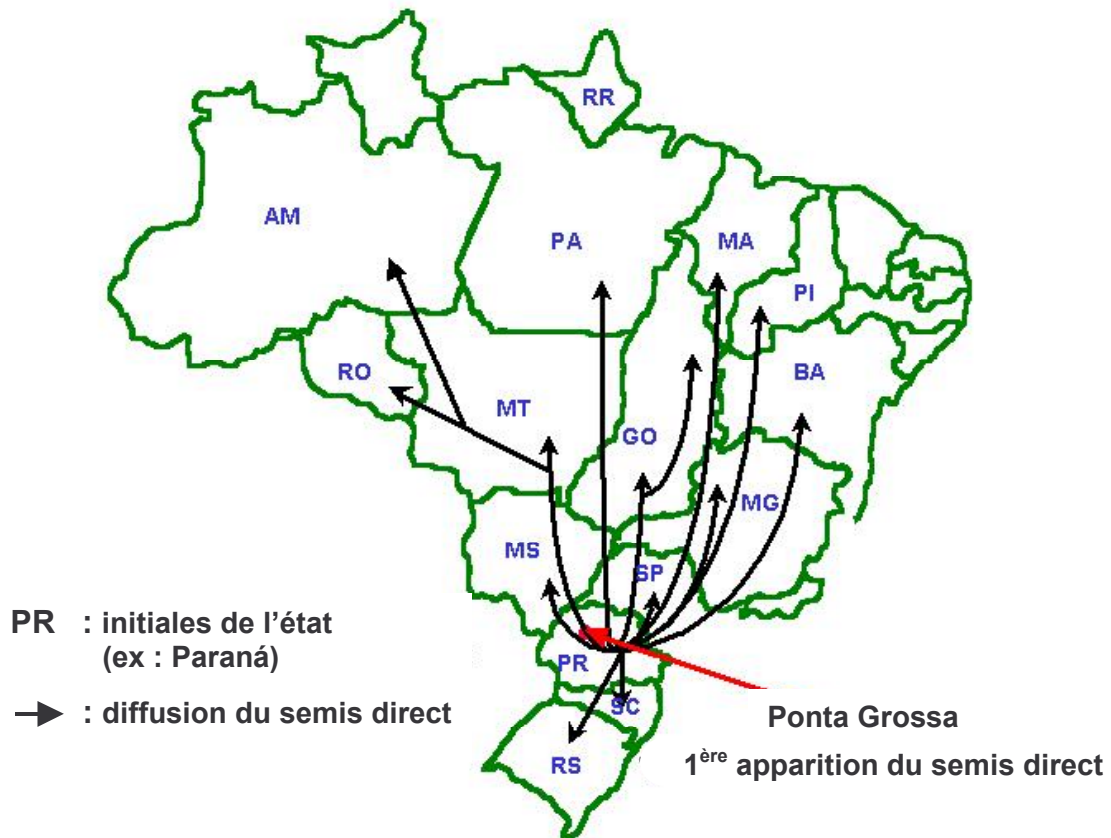 RR
AM
PA
MA
PI
RO
BA
MT
GO
MG
MS
SP
PR : initiales de l’état
(ex : Paraná)
PR
: diffusion du semis direct
SC
Ponta Grossa
RS
1ère apparition du semis direct